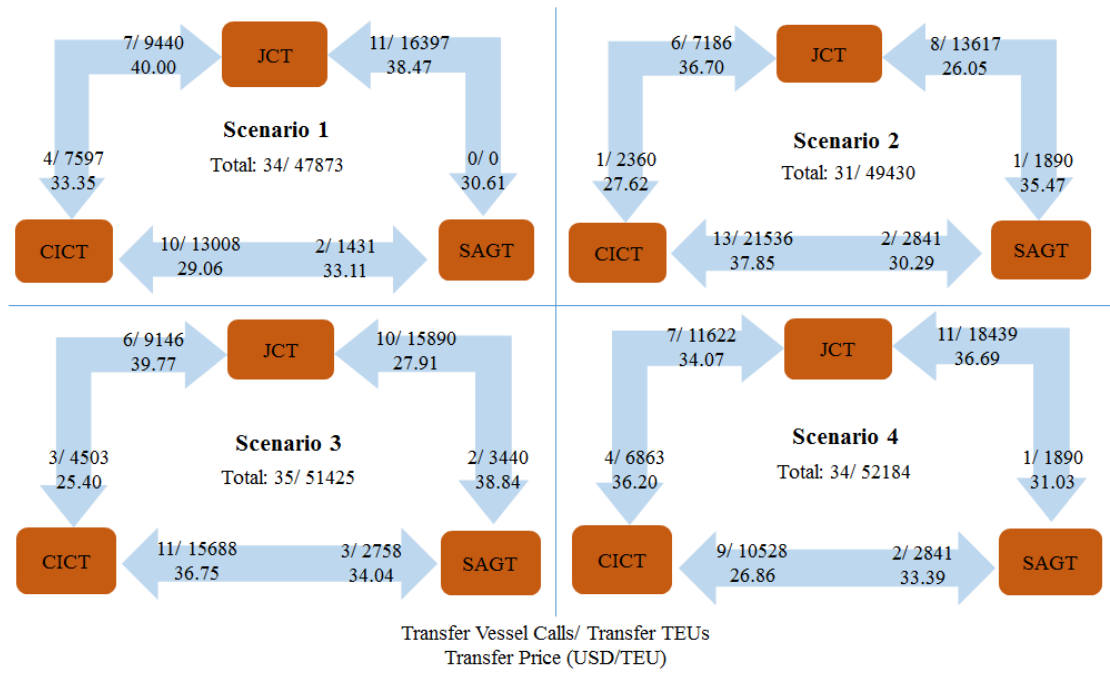 7/ 9440
40.00
JCT
11/ 16397
38.47
Scenario 1
Total: 34/ 47873
4/ 7597
33.35
0/ 0
30.61
CICT
10/ 13008
29.06
2/ 1431
33.11
SAGT
6/ 7186
36.70
JCT
8/ 13617
26.05
Scenario 2
Total: 31/ 49430
1/ 2360
27.62
1/ 1890
35.47
CICT
13/ 21536
37.85
2/ 2841
30.29
SAGT
6/ 9146
39.77
JCT
10/ 15890
27.91
Scenario 3
Total: 35/ 51425
3/ 4503
25.40
2/ 3440
38.84
CICT
11/ 15688
36.75
3/ 2758
34.04
SAGT
7/ 11622
34.07
JCT
11/ 18439
36.69
Scenario 4
Total: 34/ 52184
4/ 6863
36.20
1/ 1890
31.03
CICT
9/ 10528
26.86
2/ 2841
33.39
SAGT
Transfer Vessel Calls/ Transfer TEUs
Transfer Price (USD/TEU)